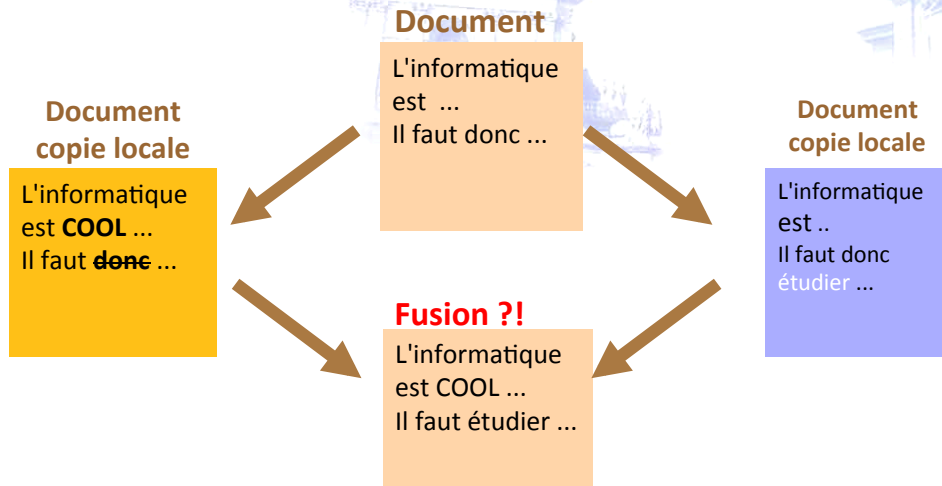 Document
L'informatique
est ...
Il faut donc ...
Document
copie locale
L'informatique
est COOL ...
Il faut donc ...
Document
copie locale
L'informatique
est ..
Il faut donc
étudier ...
Fusion ?!
L'informatique
est COOL ...
Il faut étudier ...